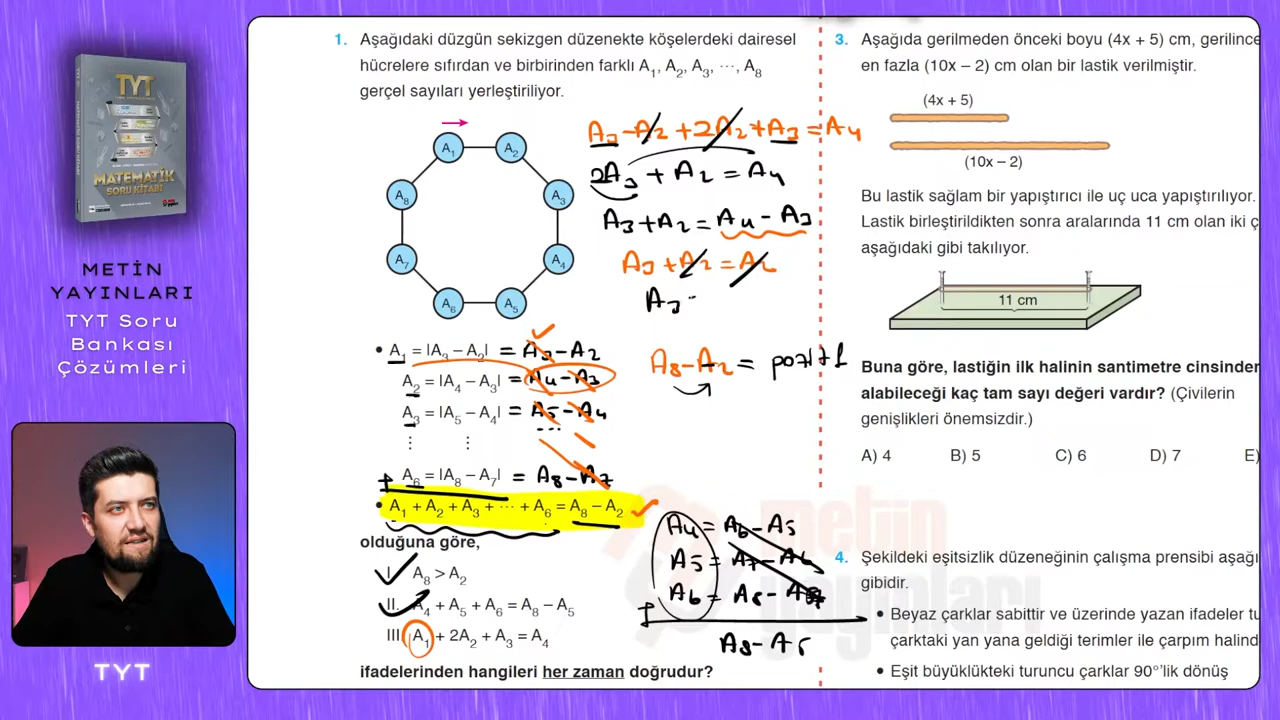 TYT
MATEMATİK
SORU KİTABI
METİN
YAYINLARI
TYT Soru
Bankası
Çözümleri
TYT
1. Aşağıdaki düzgün sekizgen düzenekte köşelerdeki dairesel
hücrelere sıfırdan ve birbirinden farklı A₁, A₂, A₃, ⋯, A₈
gerçel sayıları yerleştiriliyor.
A₁ A₂
A₈ A₃
A₇ A₄
A₆ A₅
A₃ - A₂ + 2A₂ + A₃ = A₄
2A₃ + A₂ = A₄
A₃ + A₂ = A₄ - A₃
A₃ + A₂ = A₂
A₃
• A₁ = |A₃ – A₂| = A₃ - A₂
A₂ = |A₄ – A₃| = A₄ - A₃
A₃ = |A₅ – A₄| = A₅ - A₄
⋮ ⋮ ...
+ A₆ = |A₈ – A₇| = A₈ - A₇
• A₁ + A₂ + A₃ + ⋯ + A₆ = A₈ – A₂
A₈ - A₂ = pozitif
olduğuna göre,
I. A₈ > A₂
II. A₄ + A₅ + A₆ = A₈ – A₅
III. A₁ + 2A₂ + A₃ = A₄
ifadelerinden hangileri her zaman doğrudur?
A₄ = A₆ - A₅
A₅ = A₇ - A₆
+ A₆ = A₈ - A₇
A₈ - A₅
3. Aşağıda gerilmeden önceki boyu (4x + 5) cm, gerilince
en fazla (10x – 2) cm olan bir lastik verilmiştir.
(4x + 5)
(10x – 2)
Bu lastik sağlam bir yapıştırıcı ile uç uca yapıştırılıyor.
Lastik birleştirildikten sonra aralarında 11 cm olan iki ç
aşağıdaki gibi takılıyor.
11 cm
Buna göre, lastiğin ilk halinin santimetre cinsinden
alabileceği kaç tam sayı değeri vardır? (Çivilerin
genişlikleri önemsizdir.)
A) 4 B) 5 C) 6 D) 7 E)
metin
yayınları
4. Şekildeki eşitsizlik düzeneğinin çalışma prensibi aşağı
gibidir.
• Beyaz çarklar sabittir ve üzerinde yazan ifadeler tu
çarktaki yan yana geldiği terimler ile çarpım halind
• Eşit büyüklükteki turuncu çarklar 90°'lik dönüş